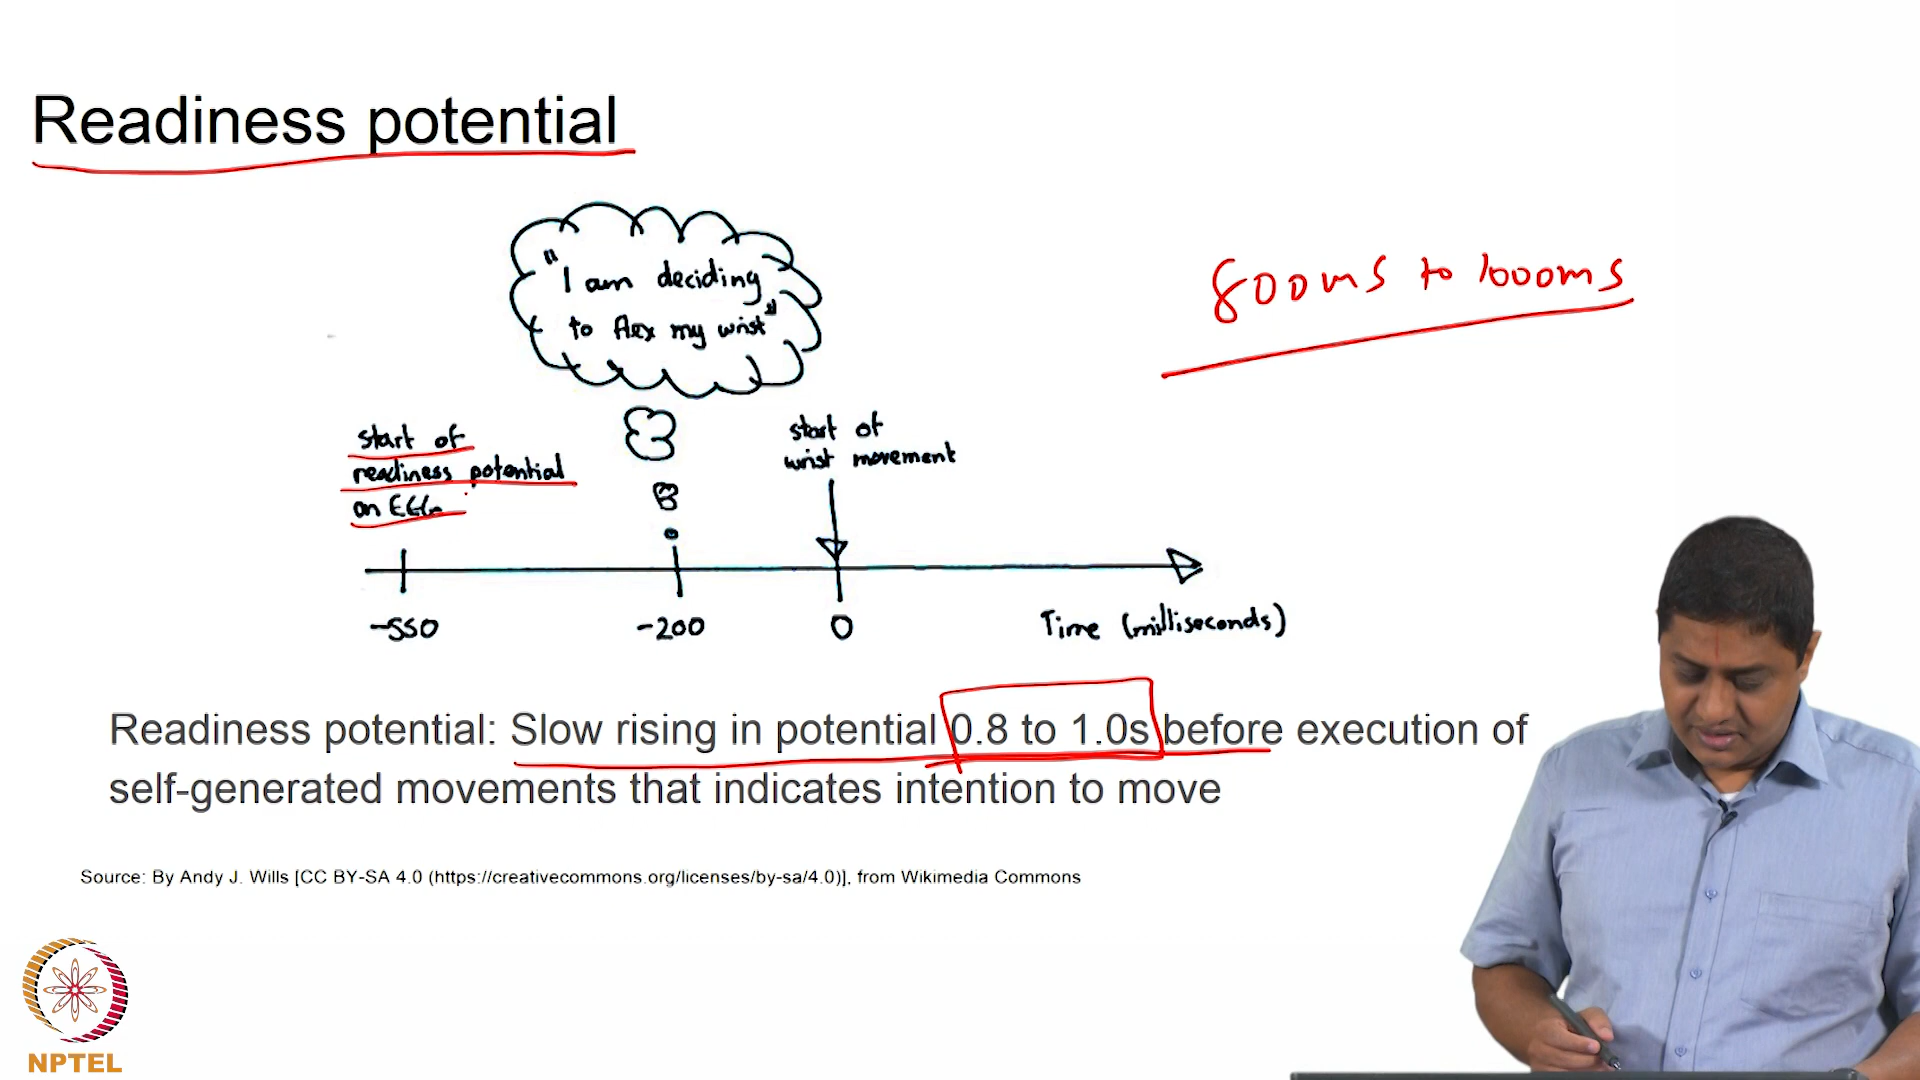 Readiness potential
"I am deciding
to flex my wrist"
800ms to 1000ms
start of
readiness potential
on EEG
start of
wrist movement
-550
-200
0
Time (milliseconds)
Readiness potential: Slow rising in potential 0.8 to 1.0s before execution of
self-generated movements that indicates intention to move
Source: By Andy J. Wills [CC BY-SA 4.0 (https://creativecommons.org/licenses/by-sa/4.0)], from Wikimedia Commons
NPTEL